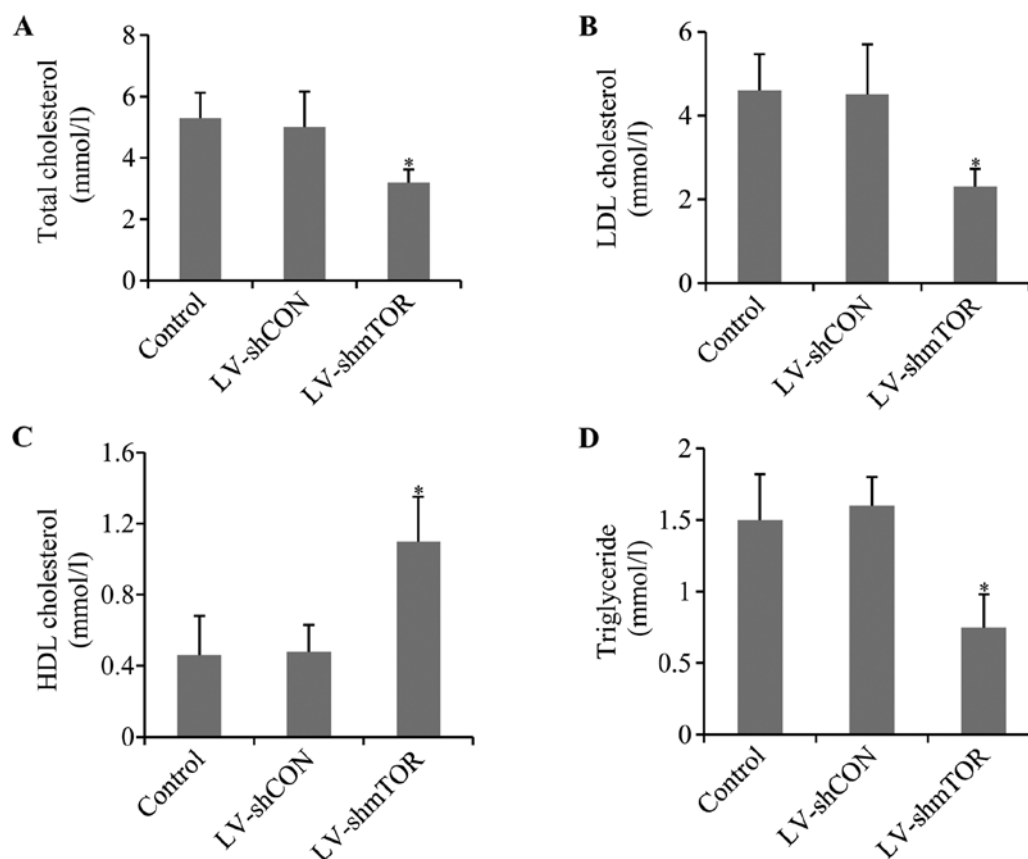 A
Total cholesterol
(mmol/l)
8
6
4
2
0
*
Control
LV-shCON
LV-shmTOR
B
LDL cholesterol
(mmol/l)
6
4
2
0
*
Control
LV-shCON
LV-shmTOR
C
HDL cholesterol
(mmol/l)
1.6
1.2
0.8
0.4
0
*
Control
LV-shCON
LV-shmTOR
D
Triglyceride
(mmol/l)
2
1.5
1
0.5
0
*
Control
LV-shCON
LV-shmTOR